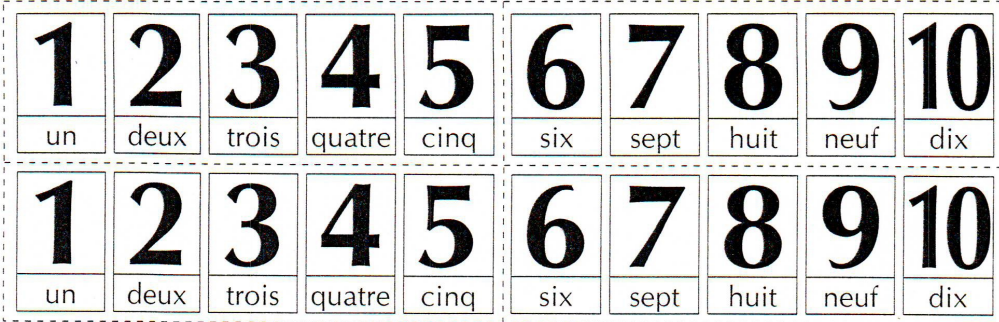 1 2 3 4 5 6 7 8 9 10
un deux trois quatre cinq six sept huit neuf dix
1 2 3 4 5 6 7 8 9 10
un deux trois quatre cinq six sept huit neuf dix